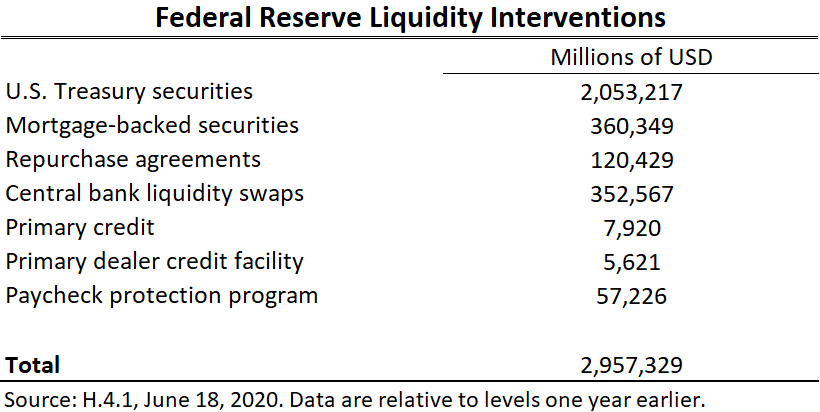 Federal Reserve Liquidity Interventions
Millions of USD
U.S. Treasury securities 2,053,217
Mortgage-backed securities 360,349
Repurchase agreements 120,429
Central bank liquidity swaps 352,567
Primary credit 7,920
Primary dealer credit facility 5,621
Paycheck protection program 57,226
Total 2,957,329
Source: H.4.1, June 18, 2020. Data are relative to levels one year earlier.